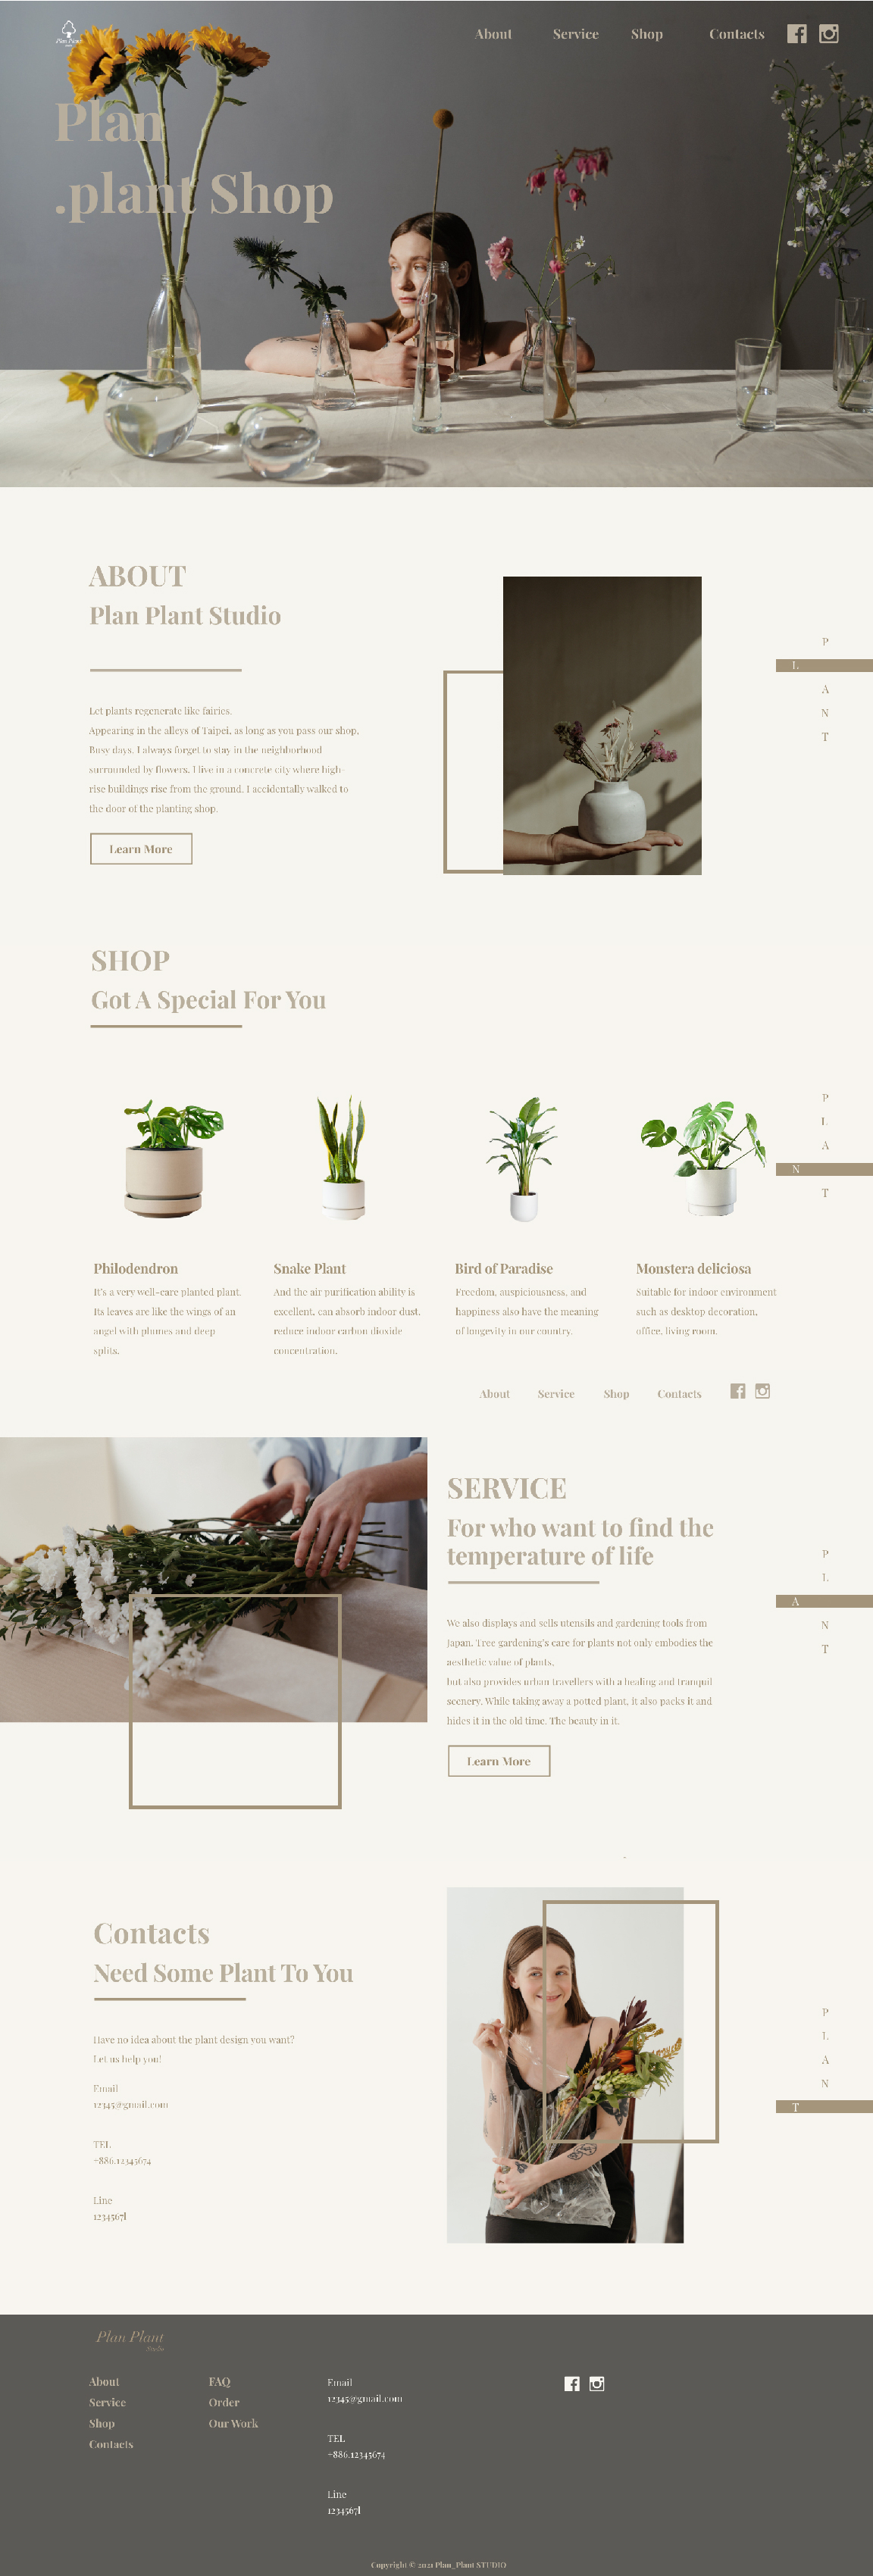 Plan Plant
About Service Shop Contacts
Plan
.plant Shop
ABOUT
Plan Plant Studio
Let plants regenerate like fairies.
Appearing in the alleys of Taipei, as long as you pass our shop,
Busy days, I always forget to stay in the neighborhood
surrounded by flowers. I live in a concrete city where high-
rise buildings rise from the ground. I accidentally walked to
the door of the planting shop.
Learn More
P
L
A
N
T
SHOP
Got A Special For You
P
L
A
N
T
Philodendron
It's a very well-care planted plant.
Its leaves are like the wings of an
angel with plumes and deep
splits.
Snake Plant
And the air purification ability is
excellent, can absorb indoor dust,
reduce indoor carbon dioxide
concentration.
Bird of Paradise
Freedom, auspiciousness, and
happiness also have the meaning
of longevity in our country.
Monstera deliciosa
Suitable for indoor environment
such as desktop decoration,
office, living room.
About Service Shop Contacts
SERVICE
For who want to find the
temperature of life
We also displays and sells utensils and gardening tools from
Japan. Tree gardening's care for plants not only embodies the
aesthetic value of plants,
but also provides urban travellers with a healing and tranquil
scenery. While taking away a potted plant, it also packs it and
hides it in the old time. The beauty in it.
Learn More
P
L
A
N
T
-
Contacts
Need Some Plant To You
Have no idea about the plant design you want?
Let us help you!
Email
12345@gmail.com
TEL
+886.12345674
Line
1234567l
P
L
A
N
T
Plan Plant
Studio
About
Service
Shop
Contacts
FAQ
Order
Our Work
Email
12345@gmail.com
TEL
+886.12345674
Line
1234567l
Copyright © 2021 Plan_Plant STUDIO